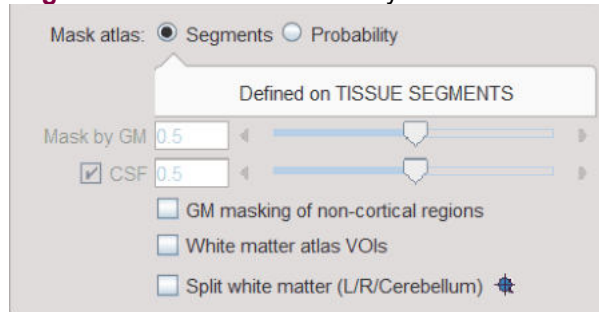 Mask atlas: Segments Probability
Defined on TISSUE SEGMENTS
Mask by GM 0.5
CSF 0.5
GM masking of non-cortical regions
White matter atlas VOIs
Split white matter (L/R/Cerebellum)